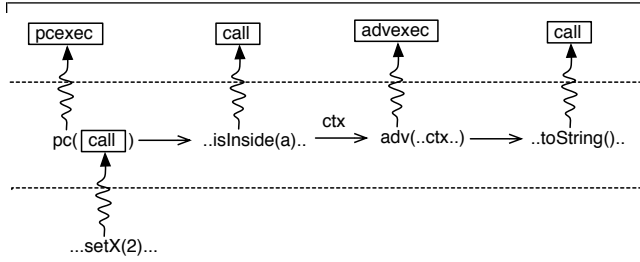 pcexec call advexec call
ctx
pc( call ) ..isInside(a).. adv(..ctx..) ..toString()..
...setX(2)...